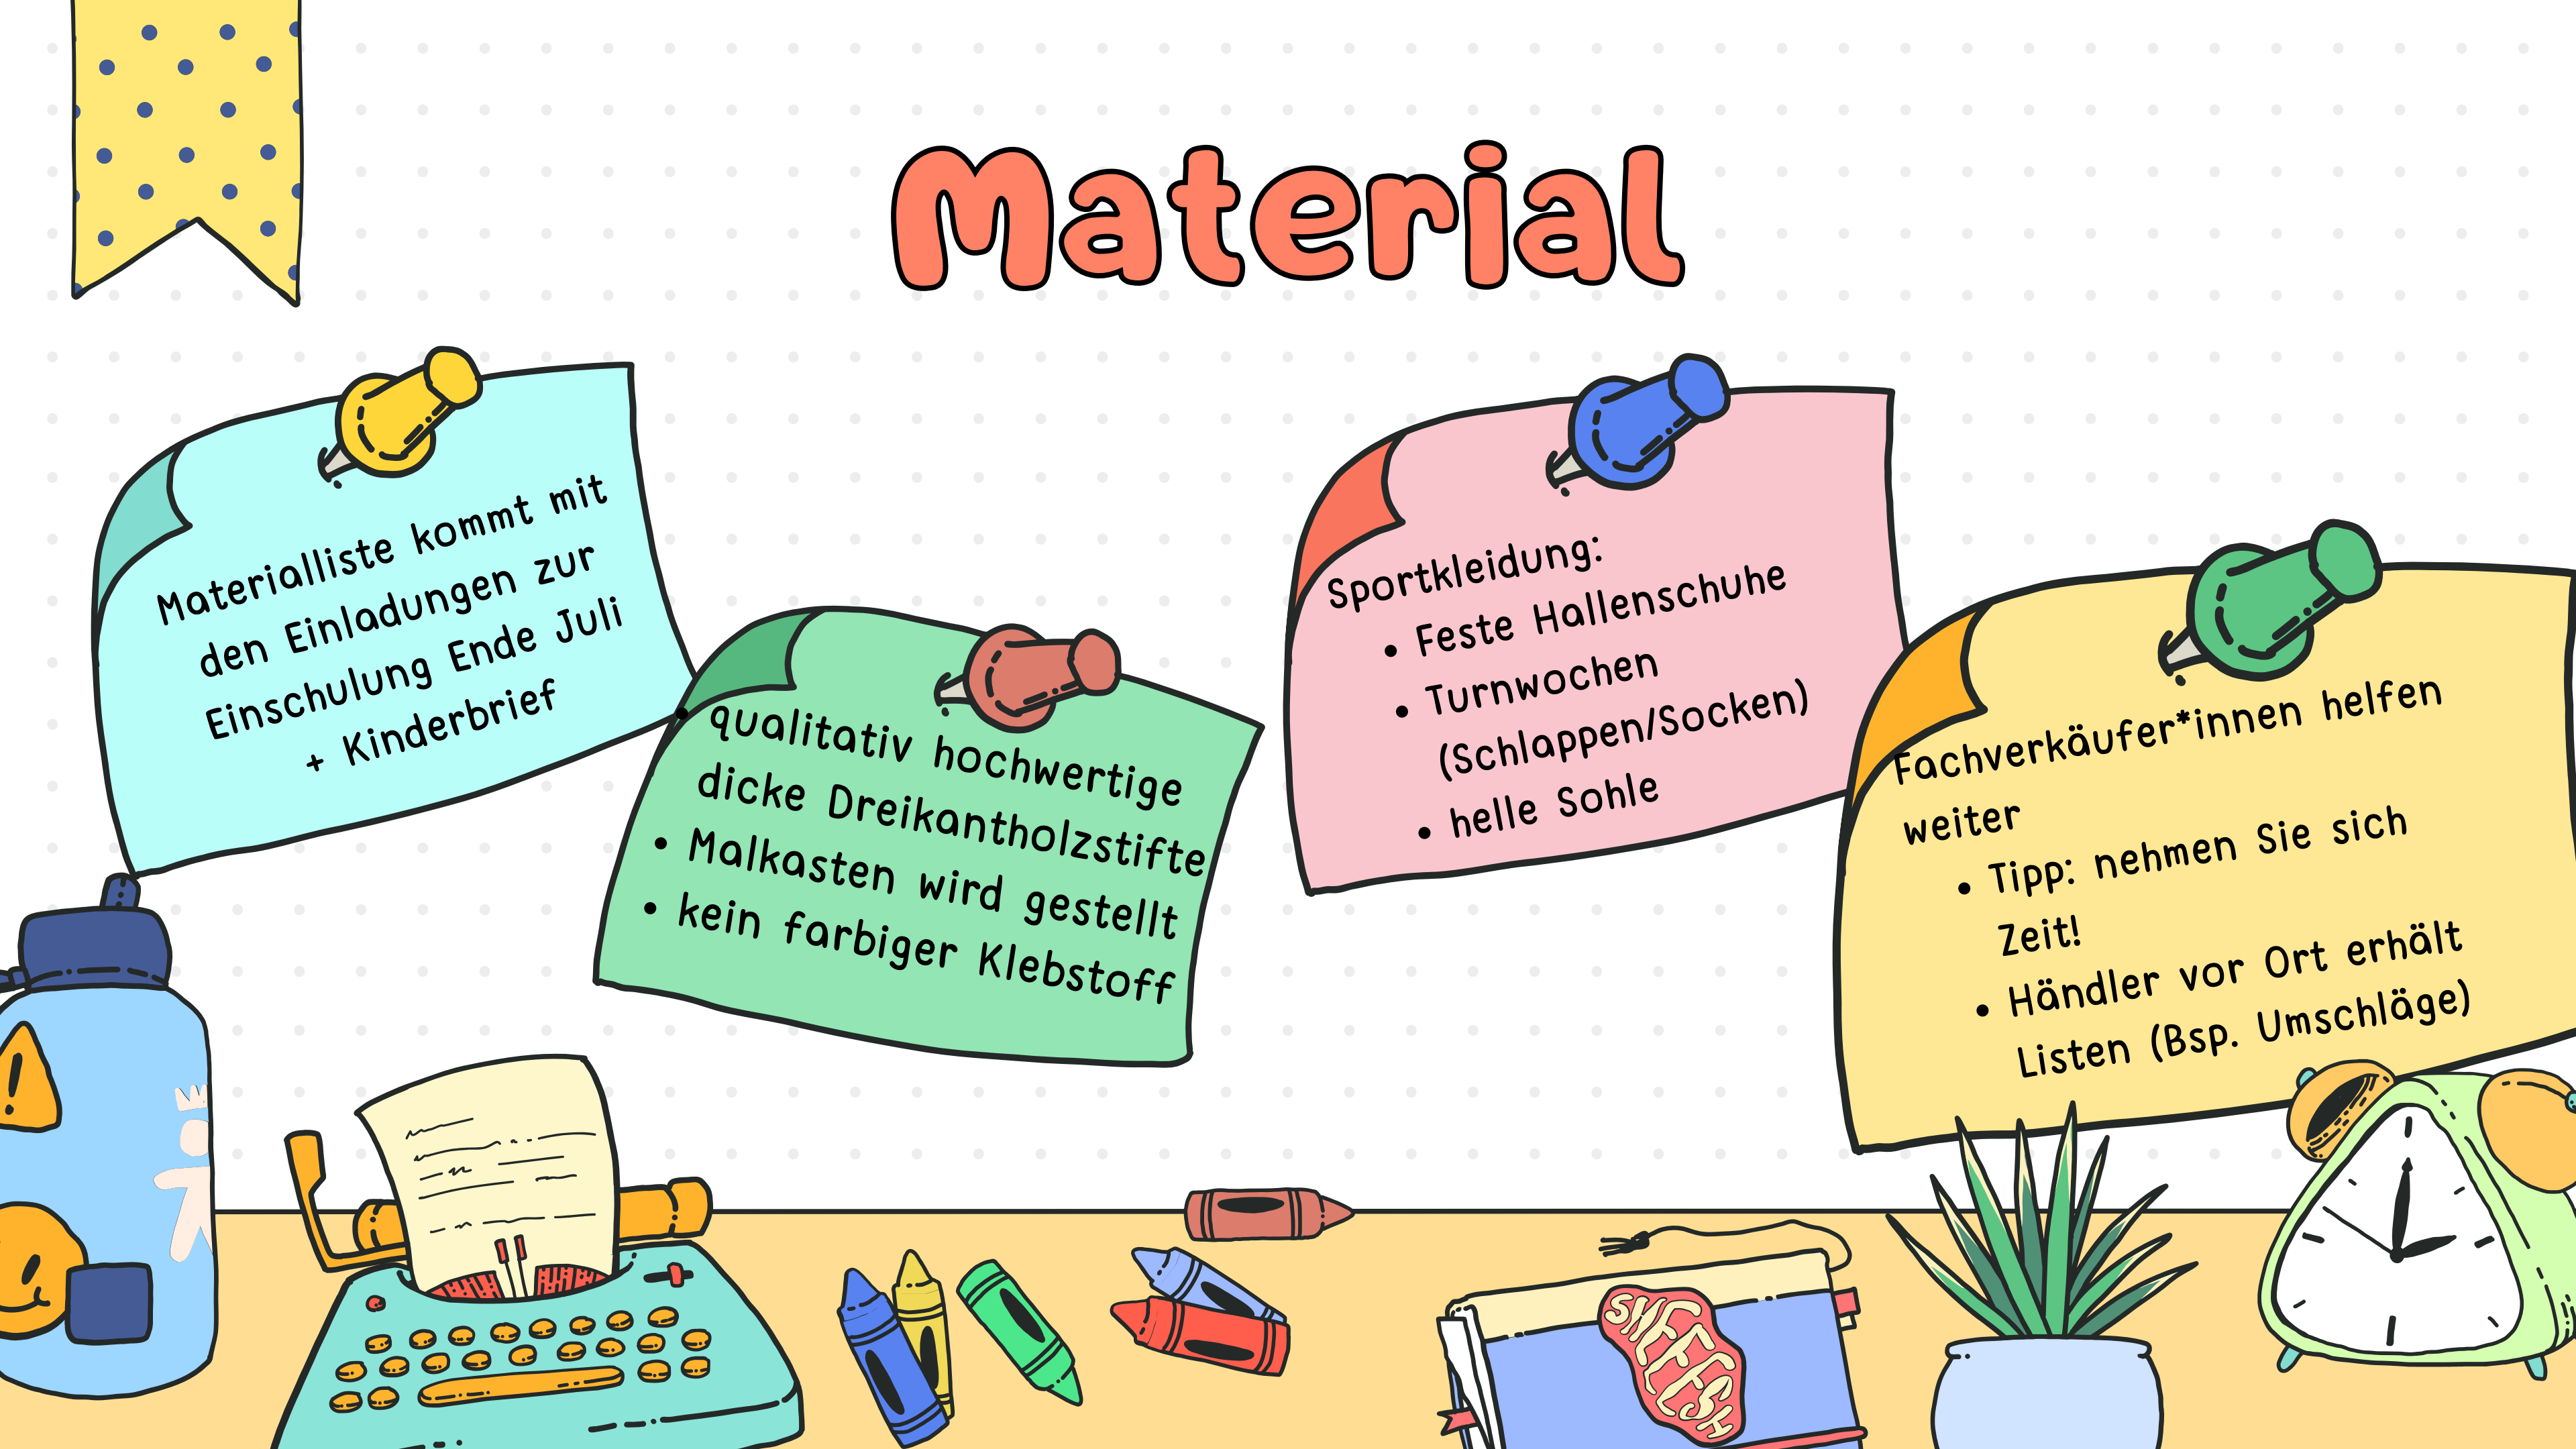 Material
Materialliste kommt mit
den Einladungen zur
Einschulung Ende Juli
+ Kinderbrief
• qualitativ hochwertige
dicke Dreikantholzstifte
• Malkasten wird gestellt
• kein farbiger Klebstoff
Sportkleidung:
• Feste Hallenschuhe
• Turnwochen
(Schlappen/Socken)
• helle Sohle
Fachverkäufer*innen helfen
weiter
• Tipp: nehmen Sie sich
Zeit!
• Händler vor Ort erhält
Listen (Bsp. Umschläge)